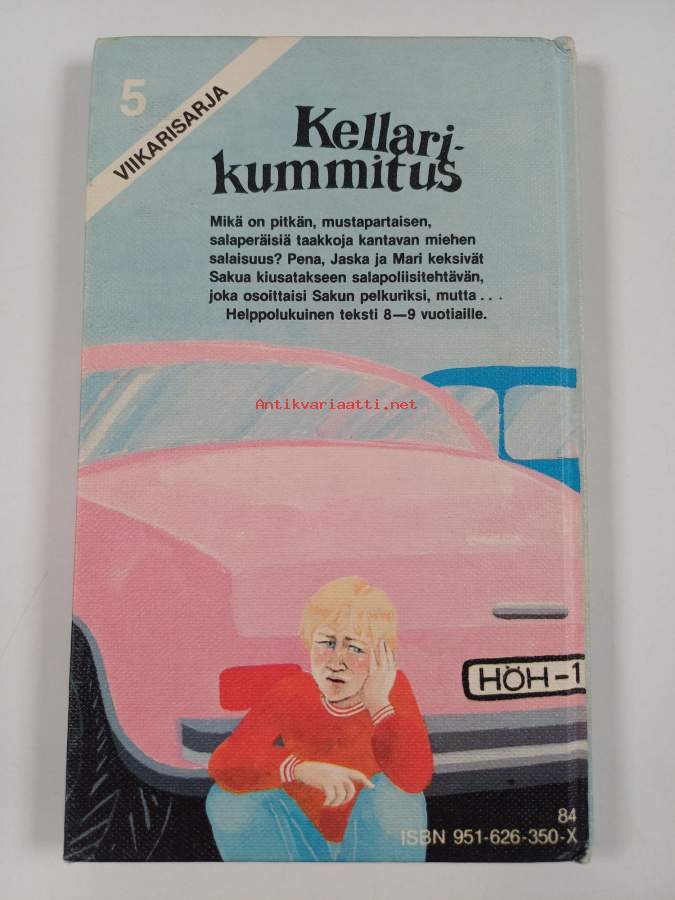 5
VIIKARISARJA
Kellari-
kummitus
Mikä on pitkän, mustapartaisen,
salaperäisiä taakkoja kantavan miehen
salaisuus? Pena, Jaska ja Mari keksivät
Sakua kiusatakseen salapoliisitehtävän,
joka osoittaisi Sakun pelkuriksi, mutta . . .
Helppolukuinen teksti 8—9 vuotiaille.
Antikvariaatti.net
HÖH-1
84
ISBN 951-626-350-X